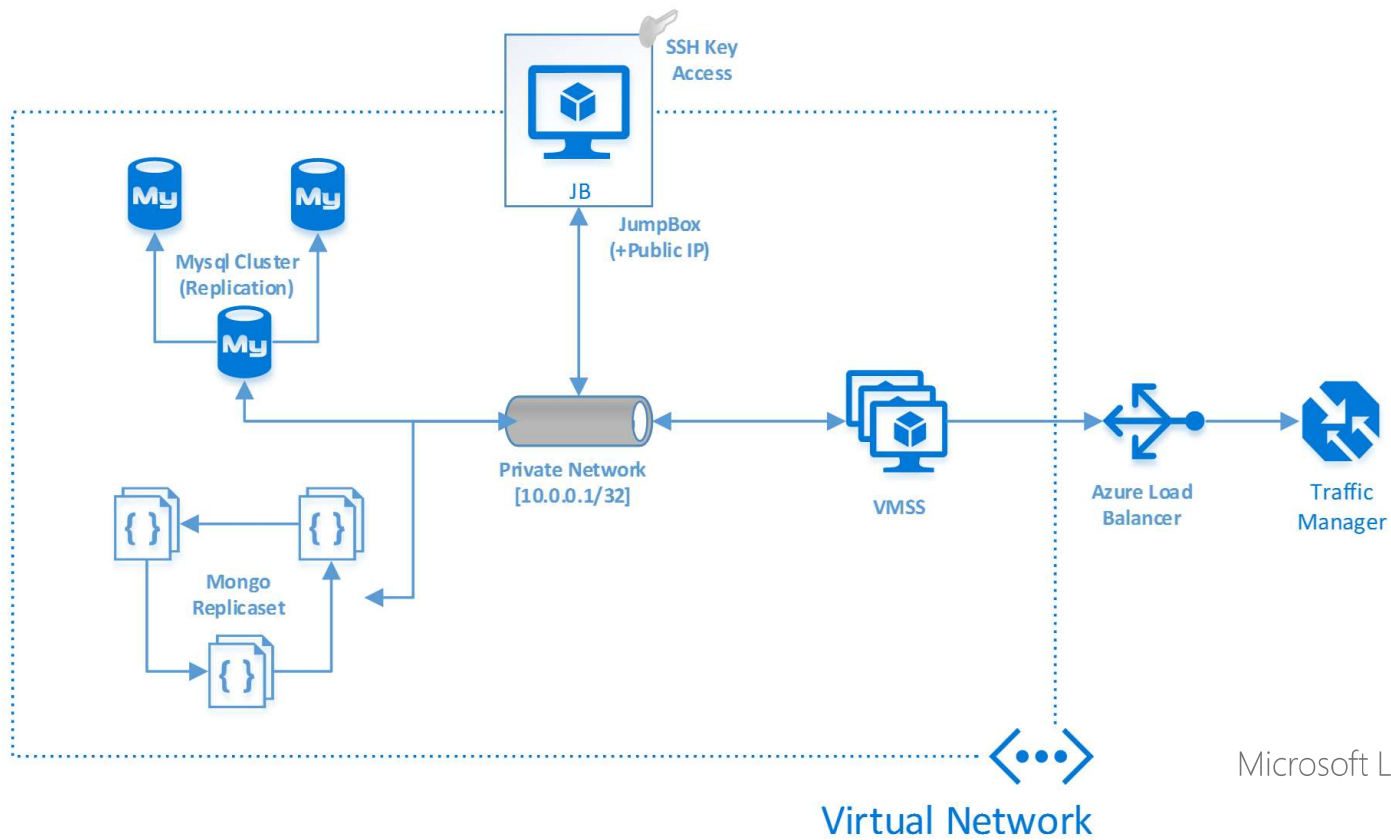 SSH Key
Access
My
My
JB
JumpBox
(+Public IP)
Mysql Cluster
(Replication)
My
Private Network
[10.0.0.1/32]
VMSS
Azure Load
Balancer
Traffic
Manager
{ }
{ }
Mongo
Replicaset
{ }
Microsoft L
Virtual Network